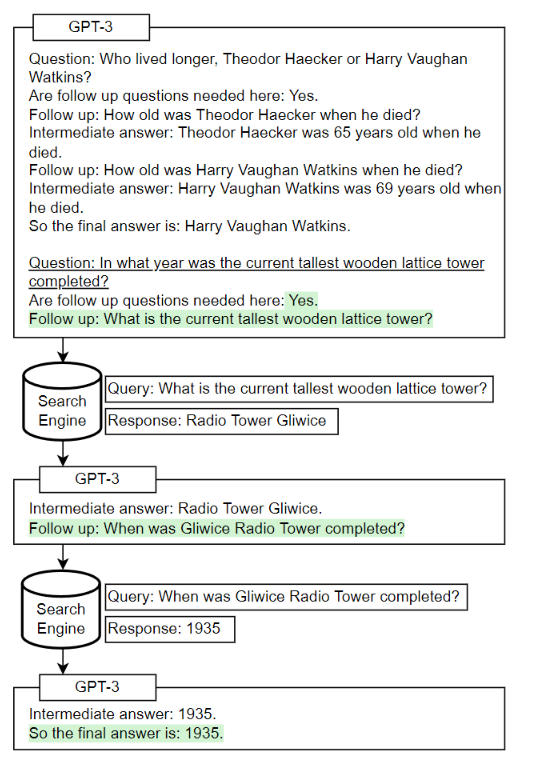 GPT-3
Question: Who lived longer, Theodor Haecker or Harry Vaughan
Watkins?
Are follow up questions needed here: Yes.
Follow up: How old was Theodor Haecker when he died?
Intermediate answer: Theodor Haecker was 65 years old when he
died.
Follow up: How old was Harry Vaughan Watkins when he died?
Intermediate answer: Harry Vaughan Watkins was 69 years old when
he died.
So the final answer is: Harry Vaughan Watkins.
Question: In what year was the current tallest wooden lattice tower
completed?
Are follow up questions needed here: Yes.
Follow up: What is the current tallest wooden lattice tower?
Search
Engine
Query: What is the current tallest wooden lattice tower?
Response: Radio Tower Gliwice
GPT-3
Intermediate answer: Radio Tower Gliwice.
Follow up: When was Gliwice Radio Tower completed?
Search
Engine
Query: When was Gliwice Radio Tower completed?
Response: 1935
GPT-3
Intermediate answer: 1935.
So the final answer is: 1935.